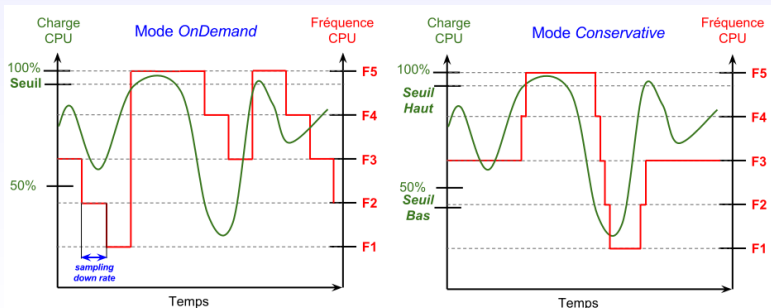 Charge
CPU
Mode OnDemand
Fréquence
CPU
100%
Seuil
50%
F5
F4
F3
F2
F1
sampling
down rate
Temps
Charge
CPU
Mode Conservative
Fréquence
CPU
100%
Seuil
Haut
50%
Seuil
Bas
F5
F4
F3
F2
F1
Temps